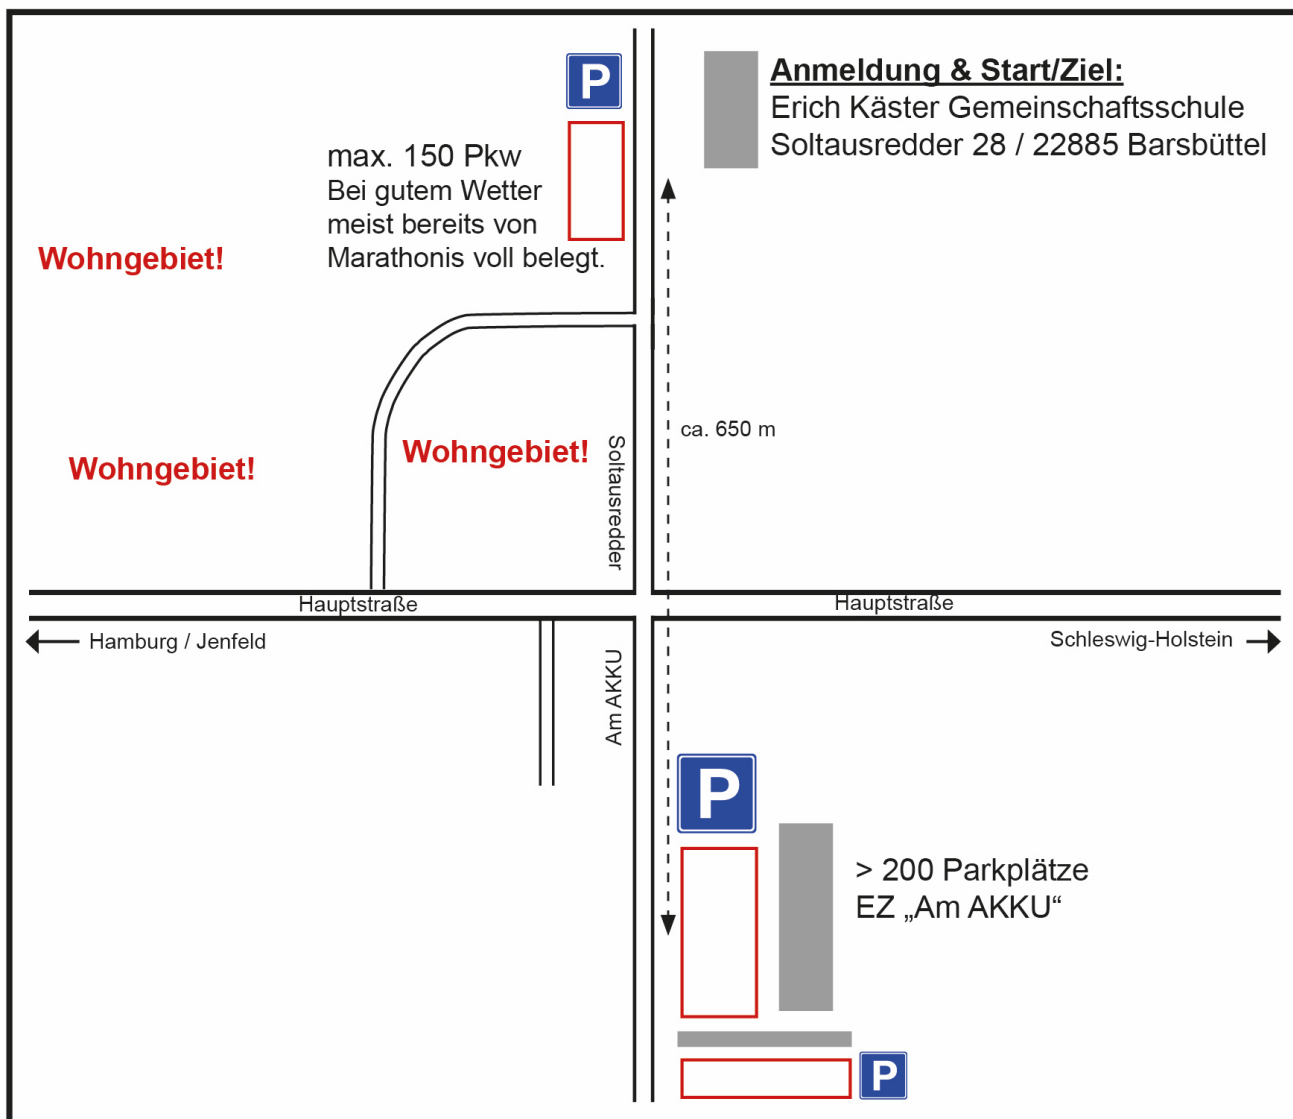 P
Anmeldung & Start/Ziel:
Erich Käster Gemeinschaftsschule
Soltausredder 28 / 22885 Barsbüttel
max. 150 Pkw
Bei gutem Wetter
meist bereits von
Marathonis voll belegt.
Wohngebiet!
Wohngebiet!
Wohngebiet!
Soltausredder
ca. 650 m
Hauptstraße
Hauptstraße
Hamburg / Jenfeld
Schleswig-Holstein
Am AKKU
P
> 200 Parkplätze
EZ „Am AKKU“
P